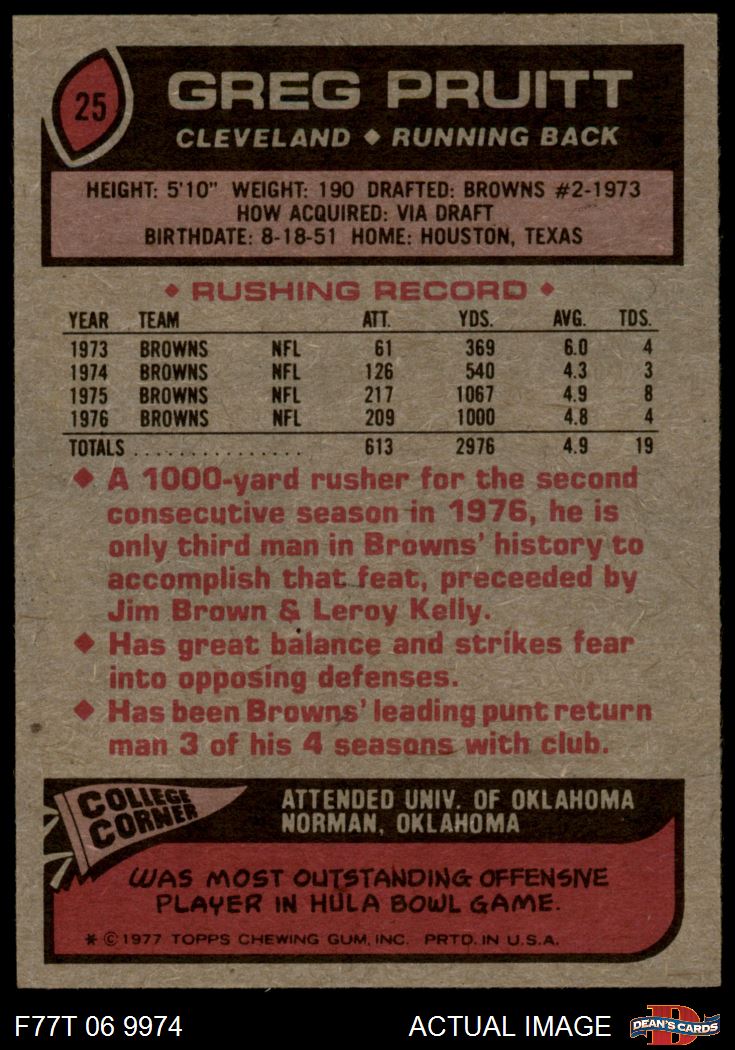 25
GREG PRUITT
CLEVELAND ◆ RUNNING BACK
HEIGHT: 5'10" WEIGHT: 190 DRAFTED: BROWNS #2-1973
HOW ACQUIRED: VIA DRAFT
BIRTHDATE: 8-18-51 HOME: HOUSTON, TEXAS
◆ RUSHING RECORD ◆
YEAR TEAM ATT. YDS. AVG. TDS.
1973 BROWNS NFL 61 369 6.0 4
1974 BROWNS NFL 126 540 4.3 3
1975 BROWNS NFL 217 1067 4.9 8
1976 BROWNS NFL 209 1000 4.8 4
TOTALS . . . . . . . . . . . . . . . 613 2976 4.9 19
◆ A 1000-yard rusher for the second
consecutive season in 1976, he is
only third man in Browns' history to
accomplish that feat, preceeded by
Jim Brown & Leroy Kelly.
◆ Has great balance and strikes fear
into opposing defenses.
◆ Has been Browns' leading punt return
man 3 of his 4 seasons with club.
COLLEGE
CORNER
ATTENDED UNIV. OF OKLAHOMA
NORMAN, OKLAHOMA
WAS MOST OUTSTANDING OFFENSIVE
PLAYER IN HULA BOWL GAME.
* © 1977 TOPPS CHEWING GUM, INC. PRTD. IN U.S.A.
F77T 06 9974 ACTUAL IMAGE D DEAN'S CARDS